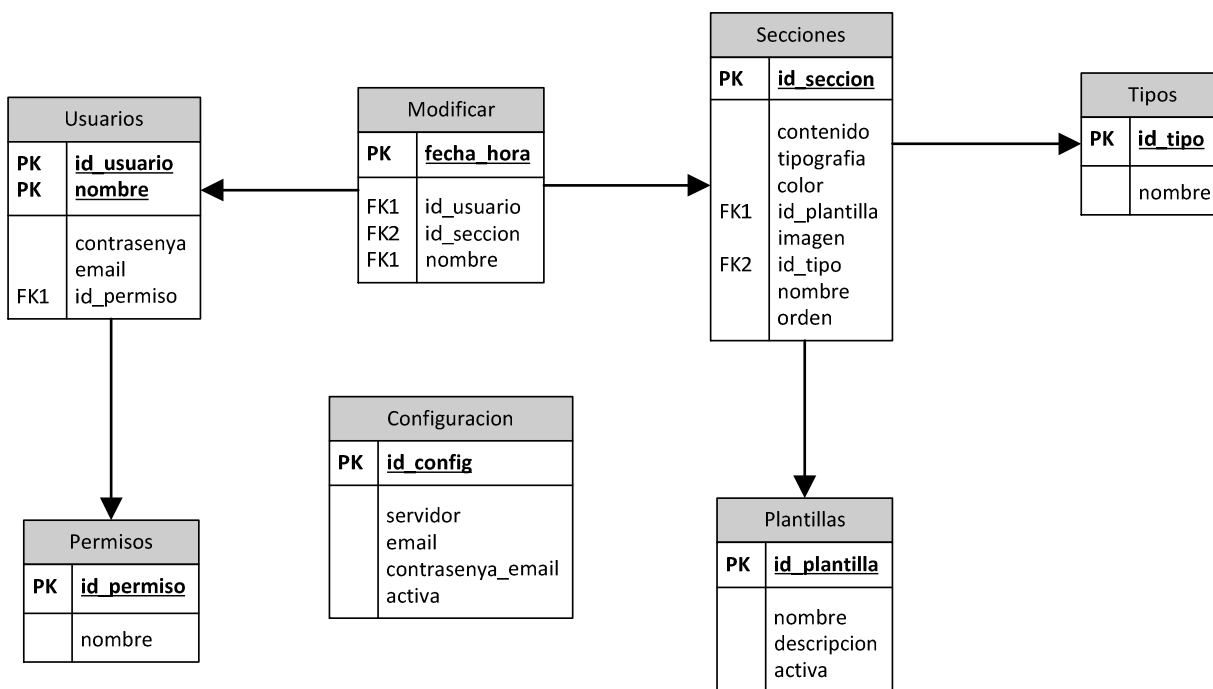 Usuarios
PK id_usuario
PK nombre
contrasenya
email
FK1 id_permiso
Modificar
PK fecha_hora
FK1 id_usuario
FK2 id_seccion
FK1 nombre
Secciones
PK id_seccion
contenido
tipografia
color
FK1 id_plantilla
imagen
FK2 id_tipo
nombre
orden
Tipos
PK id_tipo
nombre
Configuracion
PK id_config
servidor
email
contrasenya_email
activa
Permisos
PK id_permiso
nombre
Plantillas
PK id_plantilla
nombre
descripcion
activa